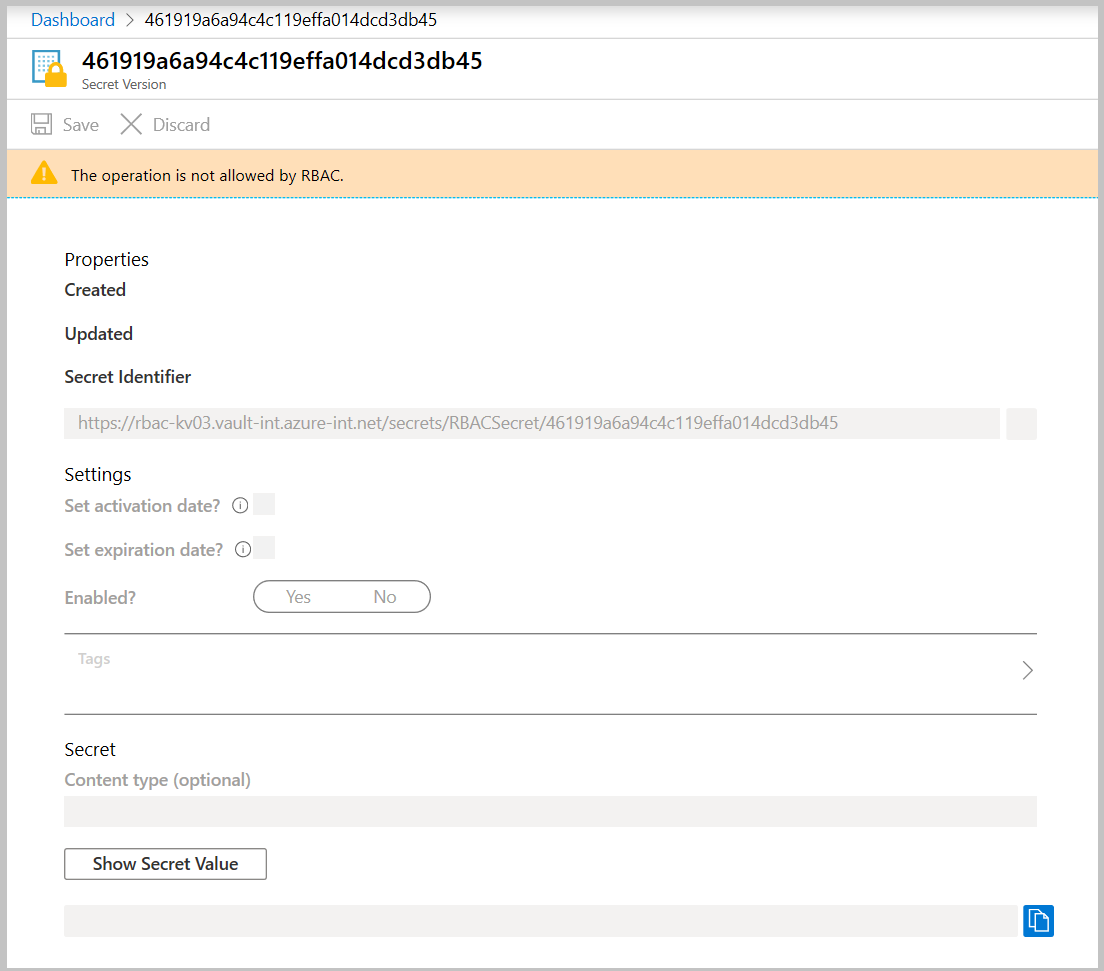 Dashboard > 461919a6a94c4c119effa014dcd3db45
461919a6a94c4c119effa014dcd3db45
Secret Version
Save Discard
The operation is not allowed by RBAC.
Properties
Created
Updated
Secret Identifier
https://rbac-kv03.vault-int.azure-int.net/secrets/RBACSecret/461919a6a94c4c119effa014dcd3db45
Settings
Set activation date?
Set expiration date?
Enabled? Yes No
Tags
Secret
Content type (optional)
Show Secret Value